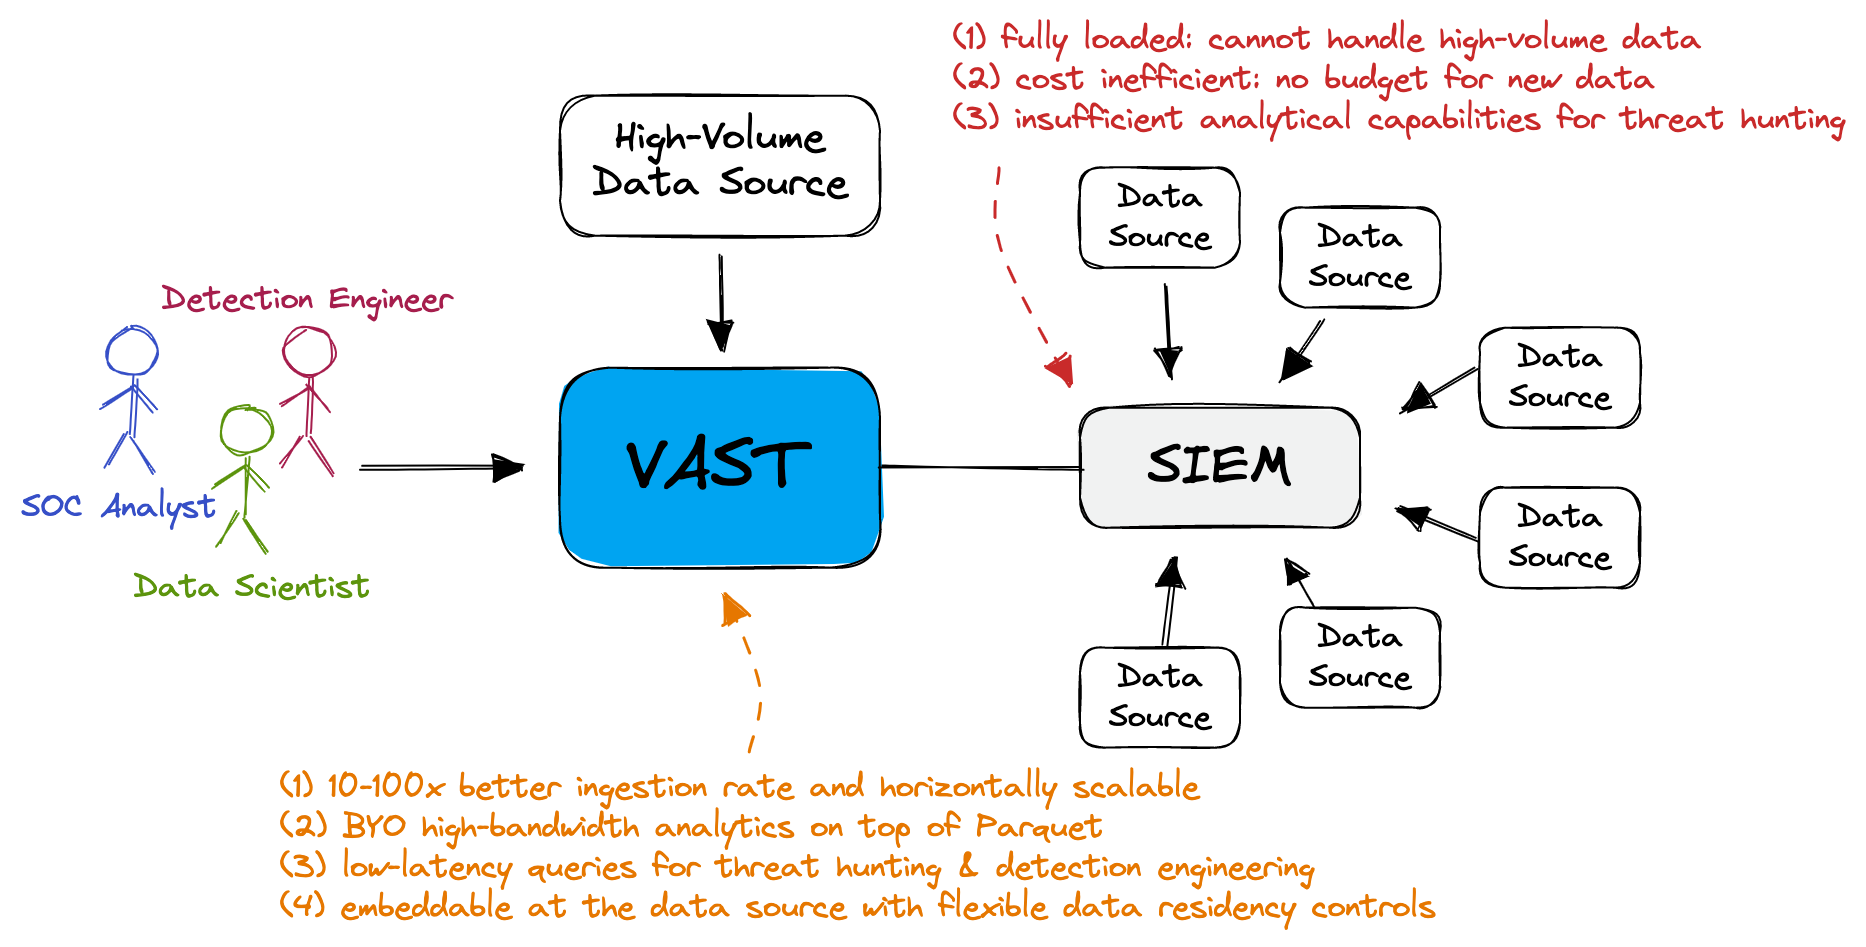 (1) fully loaded: cannot handle high-volume data
(2) cost inefficient: no budget for new data
(3) insufficient analytical capabilities for threat hunting
High-Volume
Data Source
Data
Source
Data
Source
Detection Engineer
Data
Source
VAST
SIEM
SOC Analyst
Data
Source
Data Scientist
Data
Source
Data
Source
(1) 10-100x better ingestion rate and horizontally scalable
(2) BYO high-bandwidth analytics on top of Parquet
(3) low-latency queries for threat hunting & detection engineering
(4) embeddable at the data source with flexible data residency controls